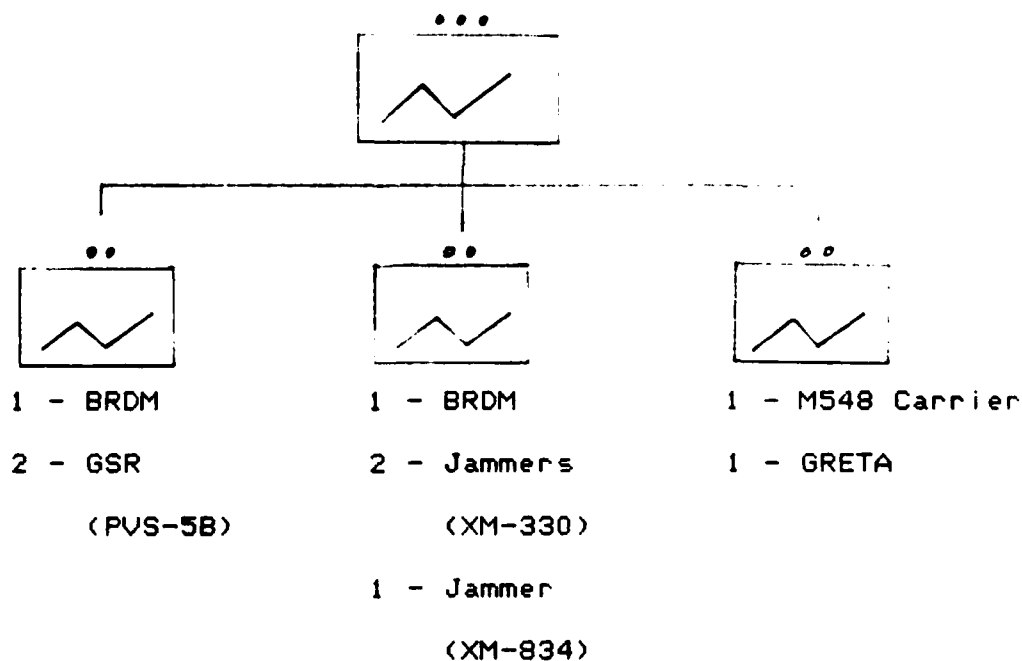 1 - BRDM
2 - GSR
(PVS-5B)
1 - BRDM
2 - Jammers
(XM-330)
1 - Jammer
(XM-834)
1 - M548 Carrier
1 - GRETA